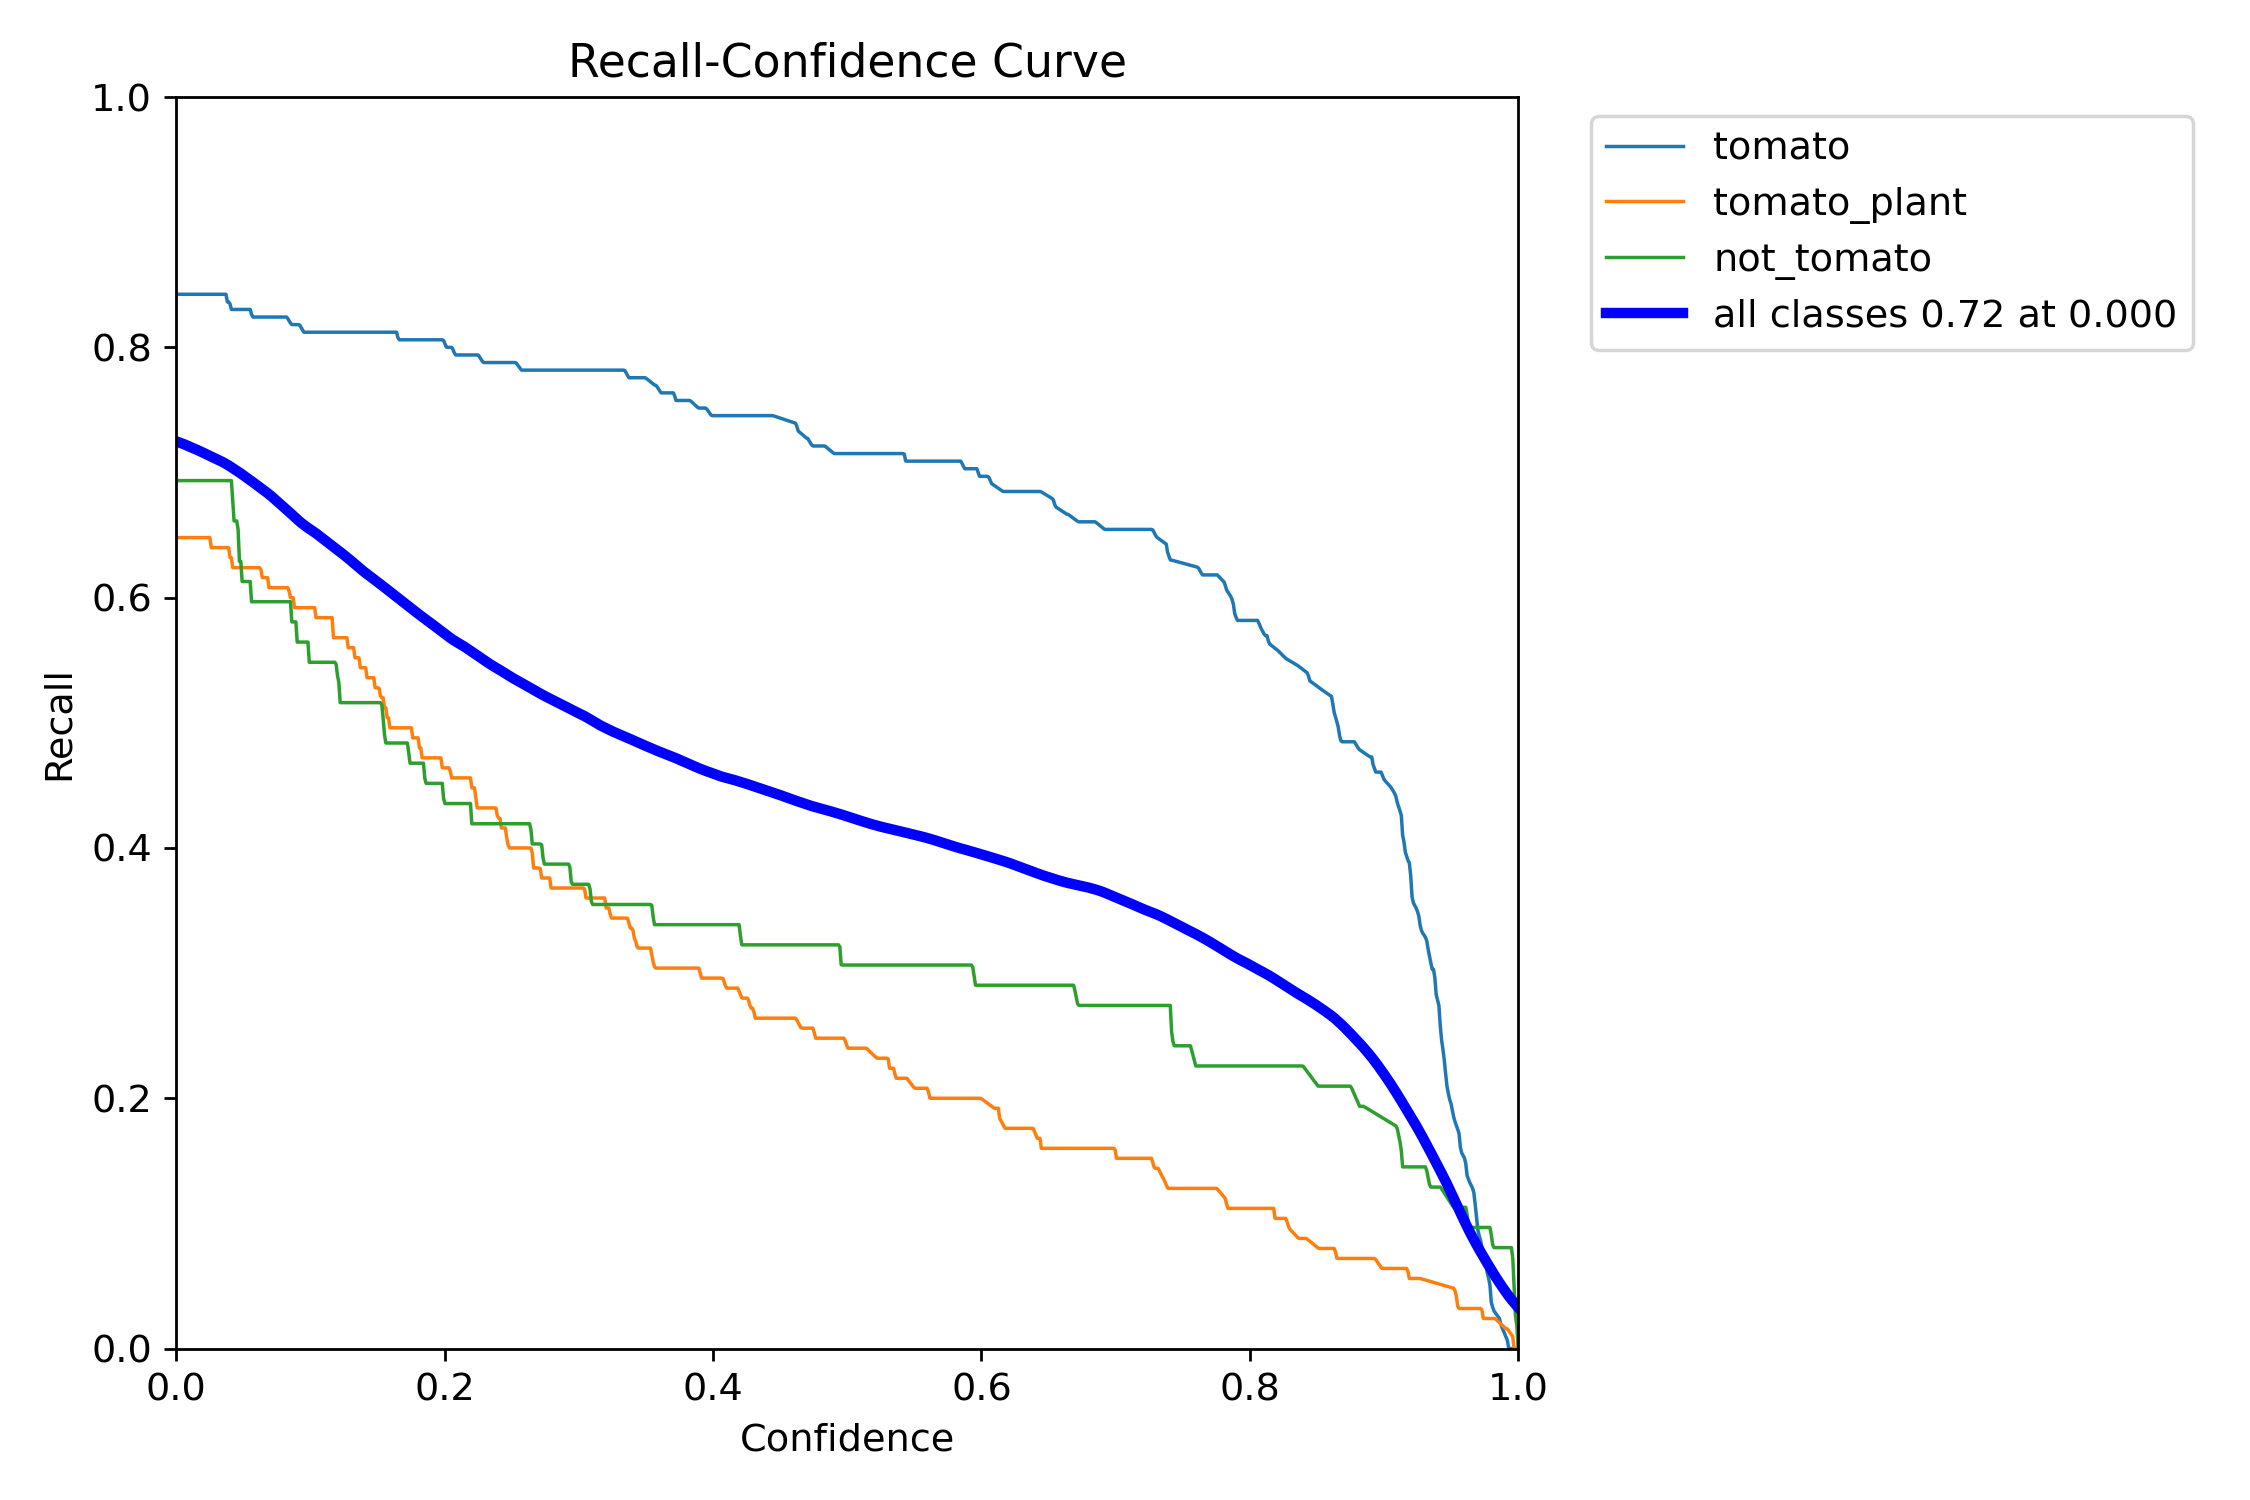 Recall-Confidence Curve
1.0
0.8
0.6
0.4
0.2
0.0
Recall
0.0 0.2 0.4 0.6 0.8 1.0
Confidence
tomato
tomato_plant
not_tomato
all classes 0.72 at 0.000